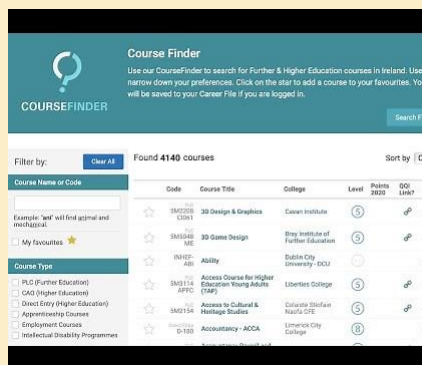 Course Finder
Use our CourseFinder to search for Further & Higher Education courses in Ireland. Use
narrow down your preferences. Click on the star to add a course to your favourites. Yo
will be saved to your Career File if you are logged in.
COURSEFINDER
Search F
Filter by:
Clear All
Found 4140 courses
Sort by
Course Name or Code
Example: 'ani' will find animal and
mechanical.
My favourites
Course Type
PLC (Further Education)
CAO (Higher Education)
Direct Entry (Higher Education)
Apprenticeship Courses
Employment Courses
Intellectual Disability Programmes
Code Course Title College Level Points 2020 QQI Link?
3D Design & Graphics Cavan Institute 5
3D Game Design Bray Institute of Further Education 5
Ability Dublin City University - DCU
5M3114 APFC Access Course for Higher Education Young Adults (TAP) Liberties College 5
5M2154 Access to Cultural & Heritage Studies Naofa CFE 5
D-150 Accountancy - ACCA Limerick City College 8